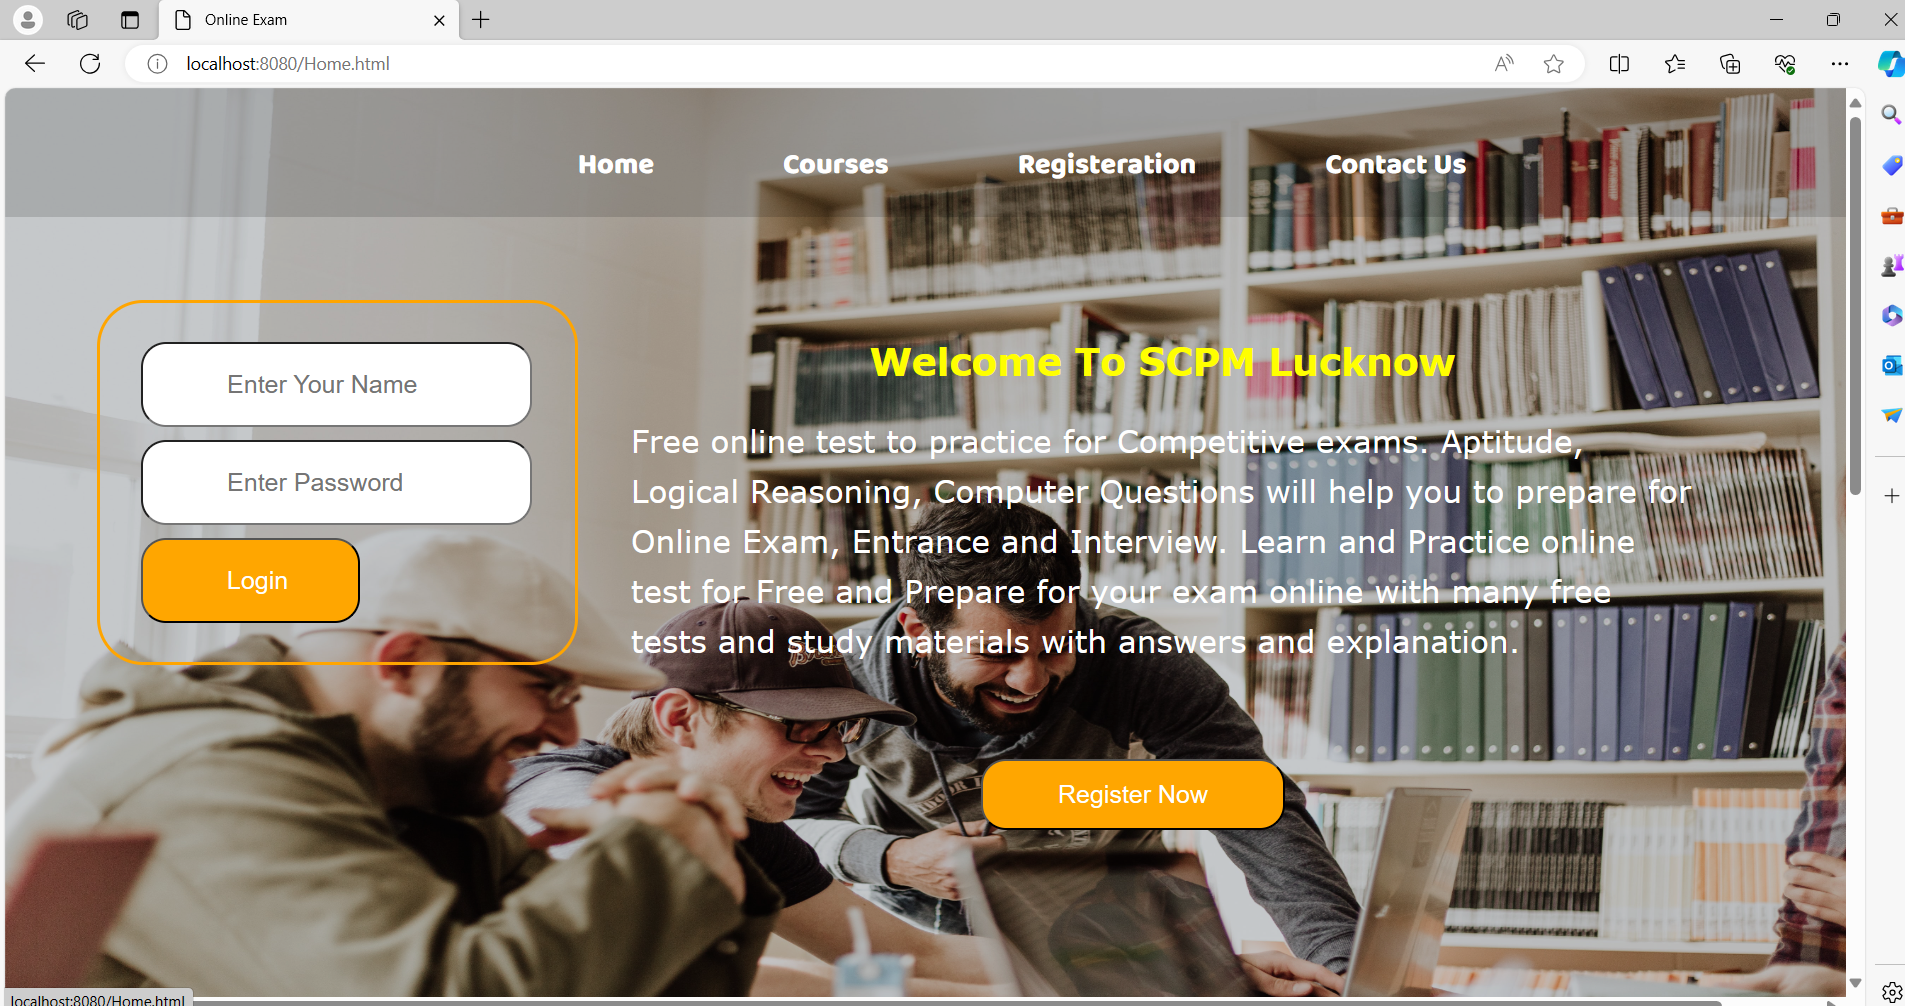 Online Exam
localhost:8080/Home.html
Home
Courses
Registeration
Contact Us
Enter Your Name
Enter Password
Login
Welcome To SCPM Lucknow
Free online test to practice for Competitive exams. Aptitude,
Logical Reasoning, Computer Questions will help you to prepare for
Online Exam, Entrance and Interview. Learn and Practice online
test for Free and Prepare for your exam online with many free
tests and study materials with answers and explanation.
Register Now
localhost:8080/Home.html